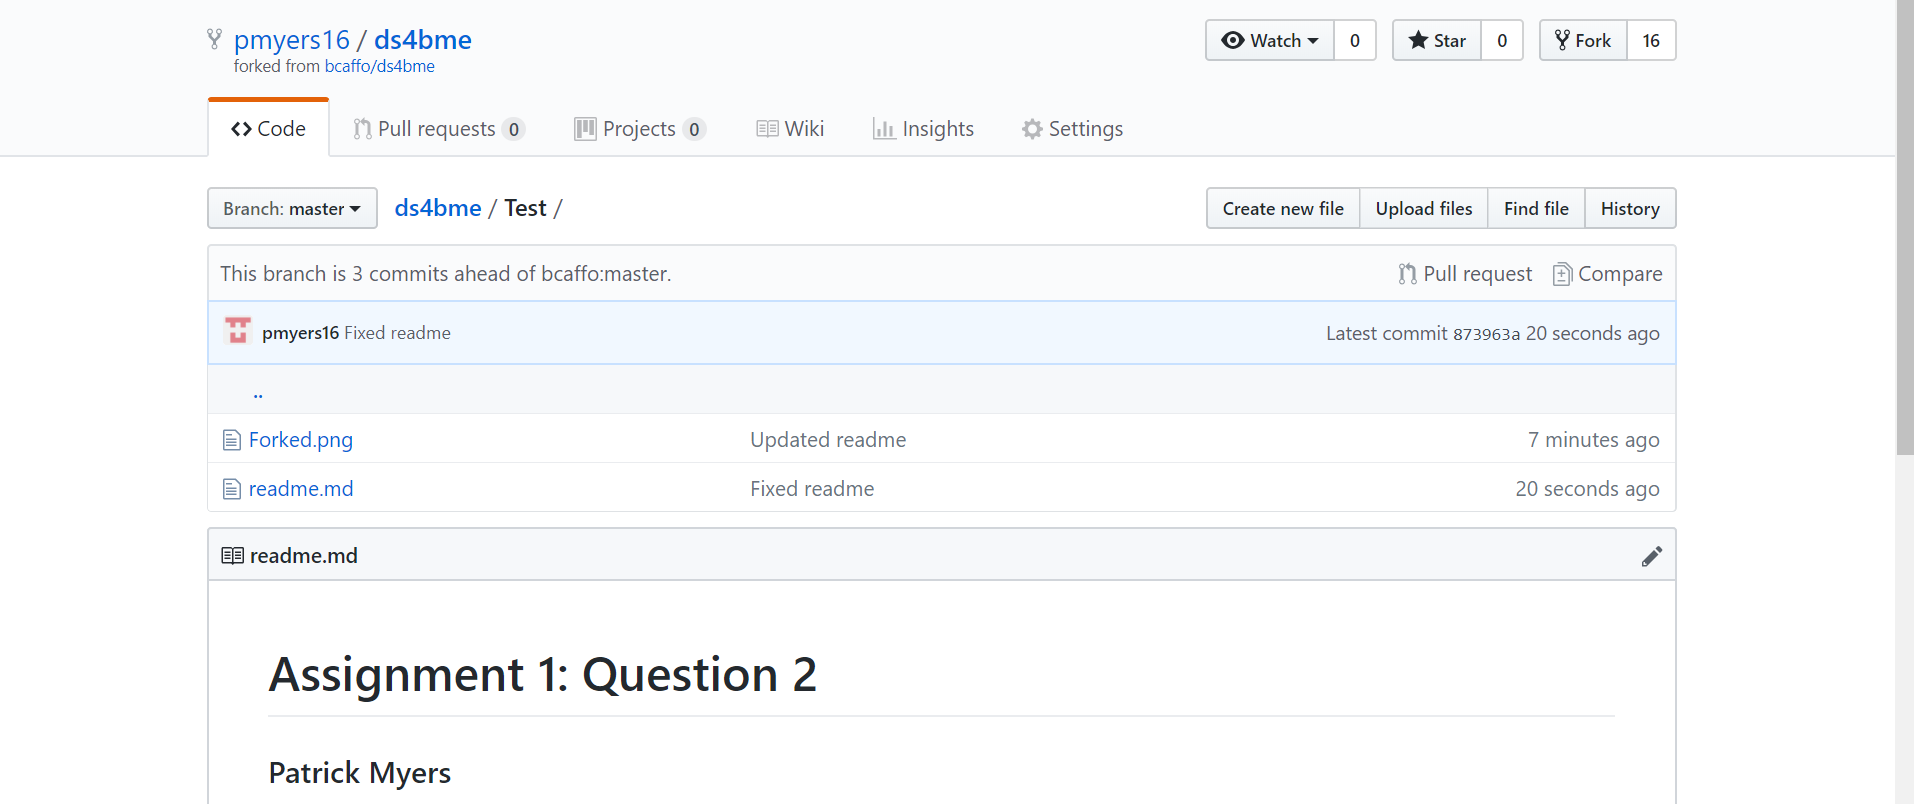 pmyers16 / ds4bme
forked from bcaffo/ds4bme
Watch 0 Star 0 Fork 16
Code Pull requests 0 Projects 0 Wiki Insights Settings
Branch: master ds4bme / Test / Create new file Upload files Find file History
This branch is 3 commits ahead of bcaffo:master. Pull request Compare
pmyers16 Fixed readme Latest commit 873963a 20 seconds ago
..
Forked.png Updated readme 7 minutes ago
readme.md Fixed readme 20 seconds ago
readme.md
Assignment 1: Question 2
Patrick Myers